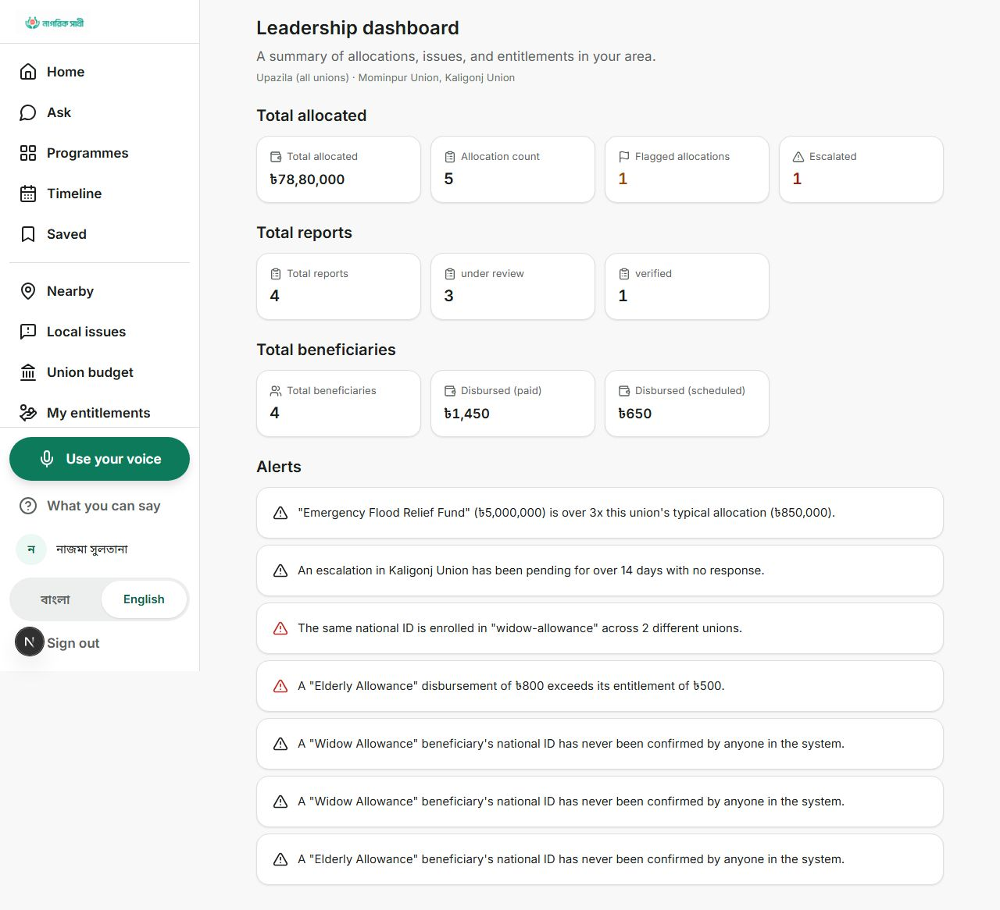 নাগরিক সাথী
Home
Ask
Programmes
Timeline
Saved
Nearby
Local issues
Union budget
My entitlements
Use your voice
What you can say
ন
নাজমা সুলতানা
বাংলা
English
N
Sign out
Leadership dashboard
A summary of allocations, issues, and entitlements in your area.
Upazila (all unions) · Mominpur Union, Kaligonj Union
Total allocated
Total allocated
৳78,80,000
Allocation count
5
Flagged allocations
1
Escalated
1
Total reports
Total reports
4
under review
3
verified
1
Total beneficiaries
Total beneficiaries
4
Disbursed (paid)
৳1,450
Disbursed (scheduled)
৳650
Alerts
"Emergency Flood Relief Fund" (৳5,000,000) is over 3x this union's typical allocation (৳850,000).
An escalation in Kaligonj Union has been pending for over 14 days with no response.
The same national ID is enrolled in "widow-allowance" across 2 different unions.
A "Elderly Allowance" disbursement of ৳800 exceeds its entitlement of ৳500.
A "Widow Allowance" beneficiary's national ID has never been confirmed by anyone in the system.
A "Widow Allowance" beneficiary's national ID has never been confirmed by anyone in the system.
A "Elderly Allowance" beneficiary's national ID has never been confirmed by anyone in the system.